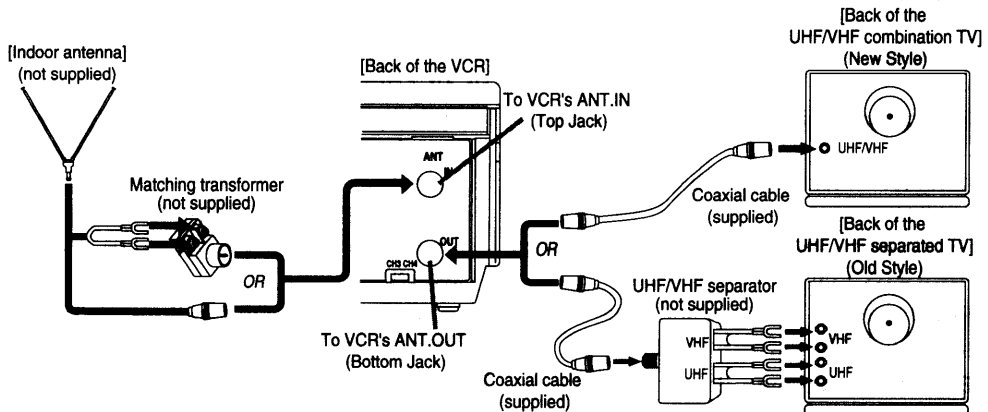 [Indoor antenna]
(not supplied)
Matching transformer
(not supplied)
OR
[Back of the VCR]
To VCR's ANT.IN
(Top Jack)
ANT
IN
OUT
CH3 CH4
To VCR's ANT.OUT
(Bottom Jack)
OR
[Back of the
UHF/VHF combination TV]
(New Style)
UHF/VHF
Coaxial cable
(supplied)
[Back of the
UHF/VHF separated TV]
(Old Style)
UHF/VHF separator
(not supplied)
VHF
UHF
VHF
UHF
Coaxial cable
(supplied)